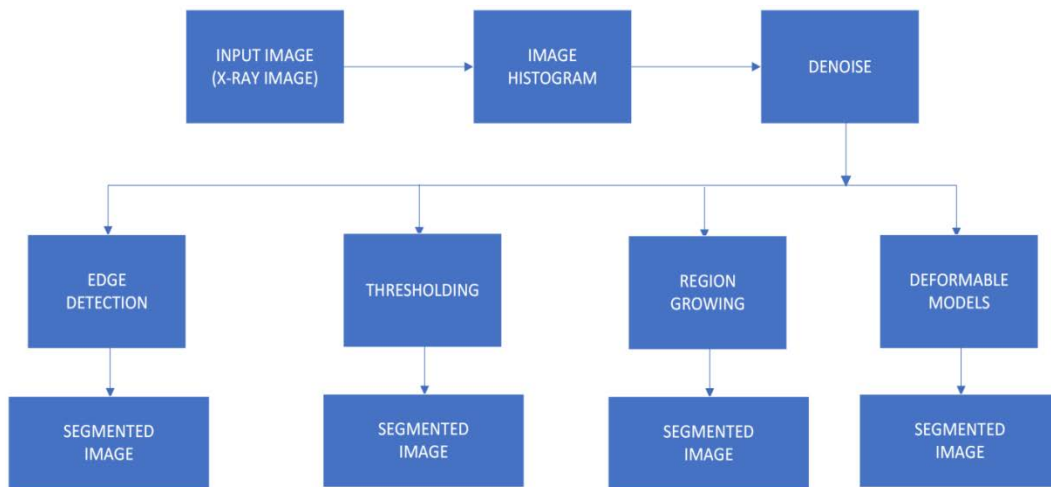 INPUT IMAGE
(X-RAY IMAGE)
IMAGE
HISTOGRAM
DENOISE
EDGE
DETECTION
THRESHOLDING
REGION
GROWING
DEFORMABLE
MODELS
SEGMENTED
IMAGE
SEGMENTED
IMAGE
SEGMENTED
IMAGE
SEGMENTED
IMAGE